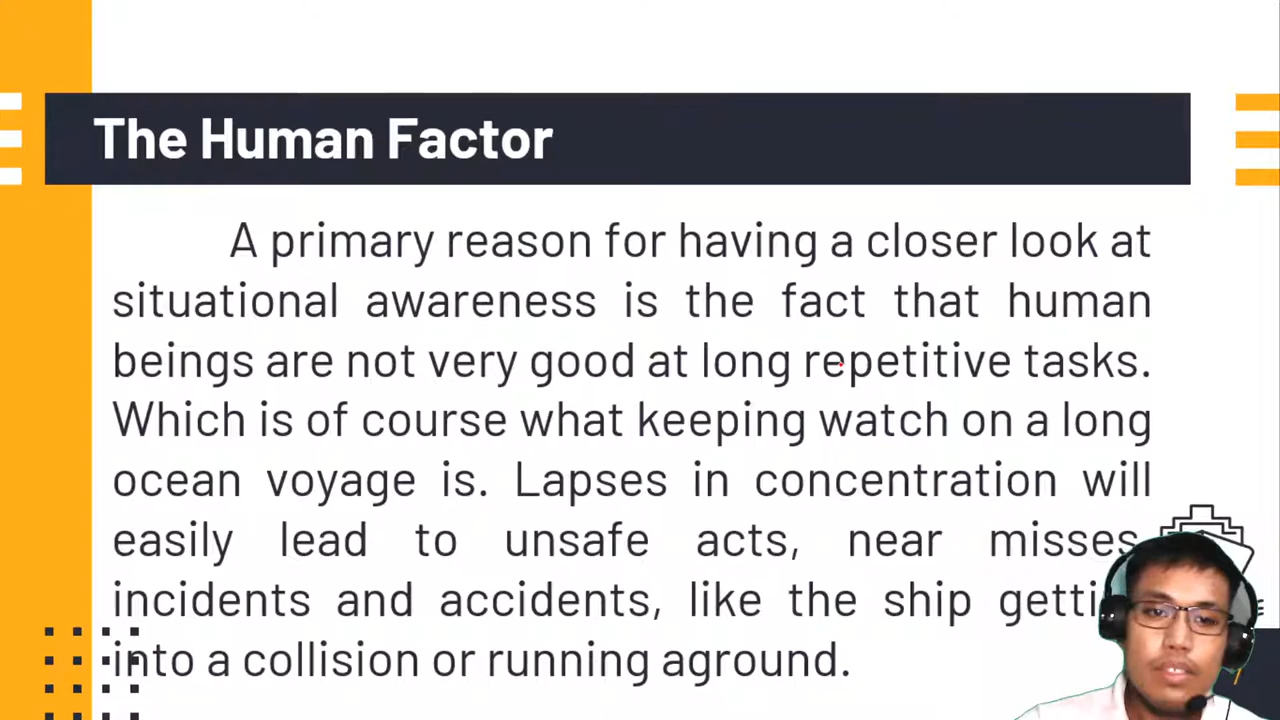 The Human Factor
A primary reason for having a closer look at
situational awareness is the fact that human
beings are not very good at long repetitive tasks.
Which is of course what keeping watch on a long
ocean voyage is. Lapses in concentration will
easily lead to unsafe acts, near misses,
incidents and accidents, like the ship getti
into a collision or running aground.